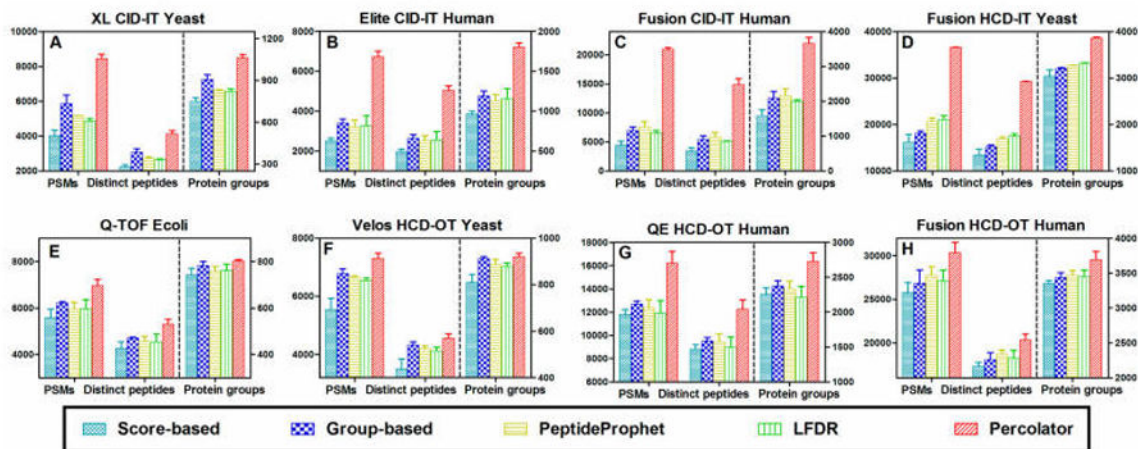 XL CID-IT Yeast
A
10000
8000
6000
4000
2000
1200
900
600
300
PSMs Distinct peptides Protein groups
Elite CID-IT Human
B
8000
6000
4000
2000
2000
1500
1000
500
PSMs Distinct peptides Protein groups
Fusion CID-IT Human
C
20000
15000
10000
5000
0
4000
3000
2000
1000
0
PSMs Distinct peptides Protein groups
Fusion HCD-IT Yeast
D
40000
30000
20000
10000
4000
3000
2000
1000
PSMs Distinct peptides Protein groups
Q-TOF Ecoli
E
8000
6000
4000
800
600
400
PSMs Distinct peptides Protein groups
Velos HCD-OT Yeast
F
8000
6000
4000
1000
800
600
400
PSMs Distinct peptides Protein groups
QE HCD-OT Human
G
18000
16000
14000
12000
10000
8000
6000
3000
2500
2000
1500
1000
PSMs Distinct peptides Protein groups
Fusion HCD-OT Human
H
30000
25000
20000
4000
3500
3000
2500
2000
PSMs Distinct peptides Protein groups
Score-based Group-based PeptideProphet LFDR Percolator